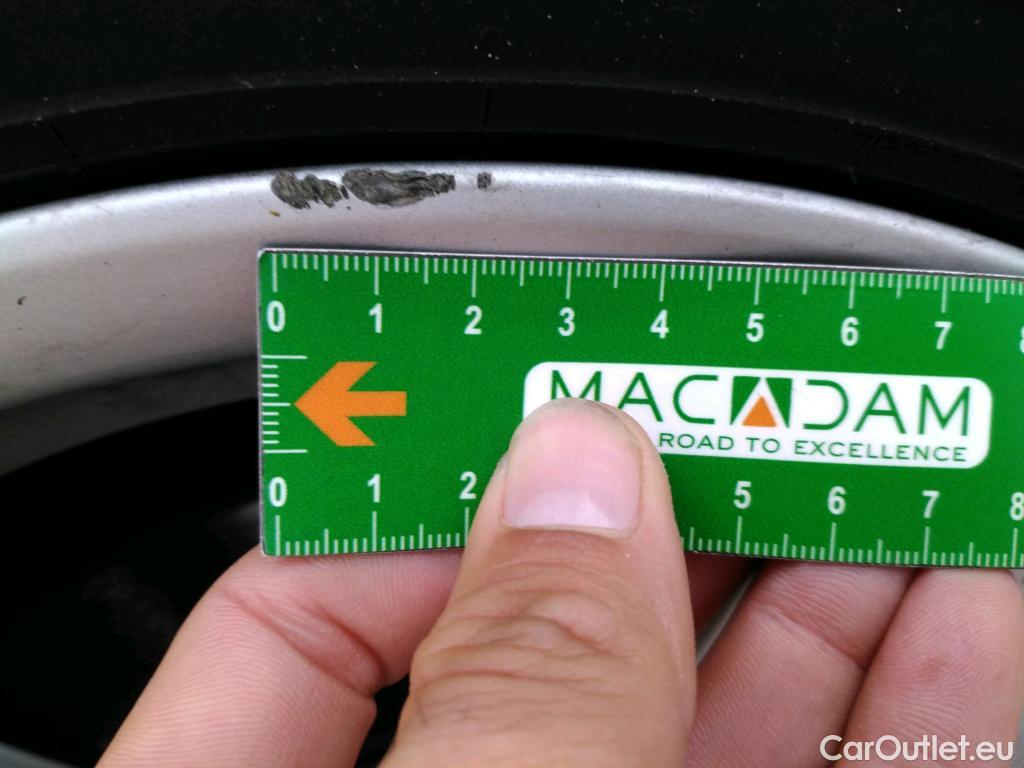 0 1 2 3 4 5 6 7
MACADAM
ROAD TO EXCELLENCE
0 1 2 5 6 7 8
CarOutlet.eu